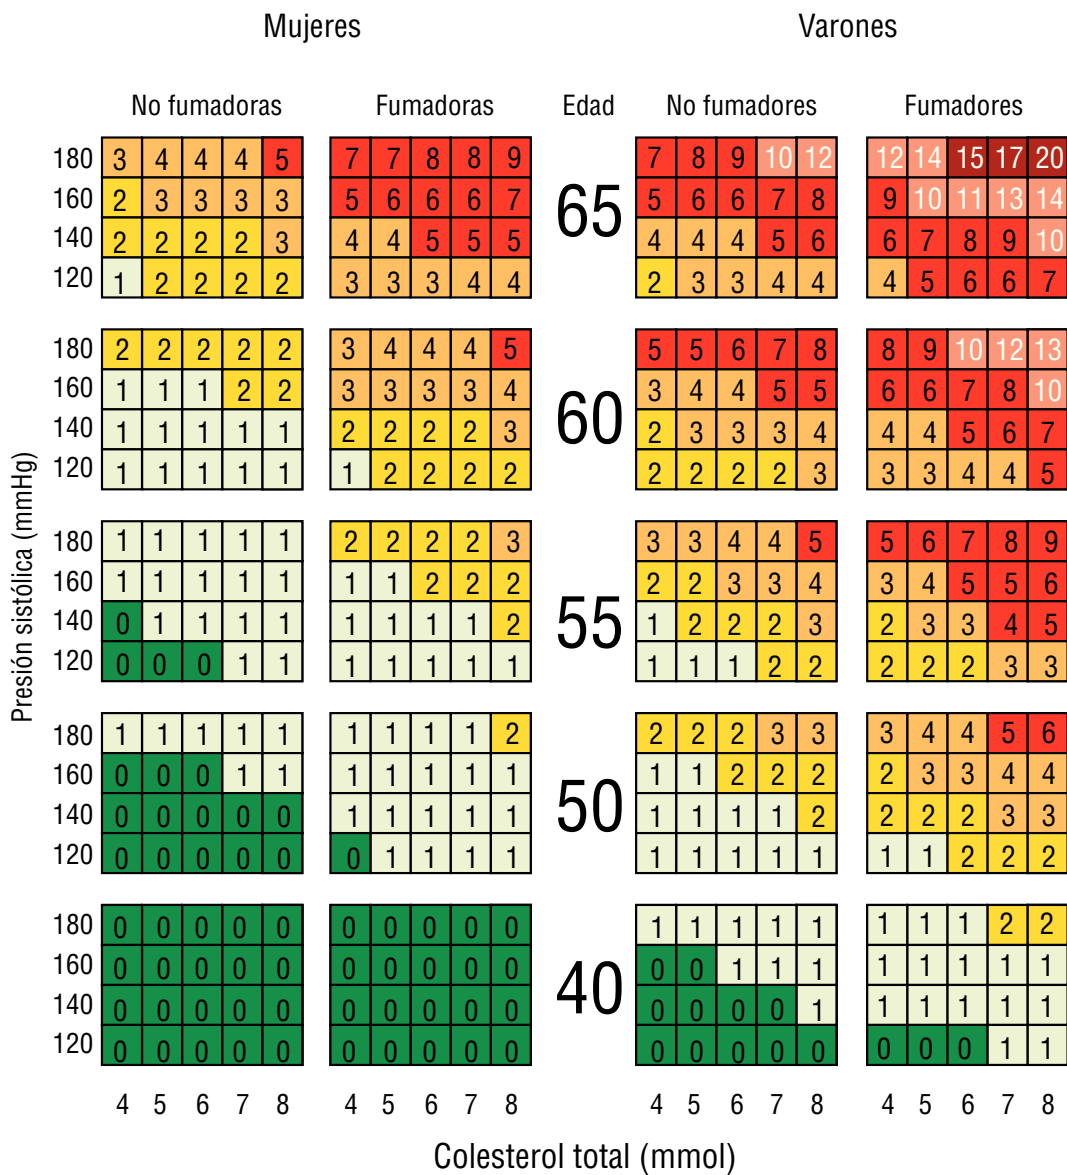 Mujeres Varones
No fumadoras Fumadoras Edad No fumadores Fumadores
180 3 4 4 4 5 7 7 8 8 9 7 8 9 10 12 12 14 15 17 20
160 2 3 3 3 3 5 6 6 6 7 5 6 6 7 8 9 10 11 13 14
65
140 2 2 2 2 3 4 4 5 5 5 4 4 4 5 6 6 7 8 9 10
120 1 2 2 2 2 3 3 3 4 4 2 3 3 4 4 4 5 6 6 7
180 2 2 2 2 2 3 4 4 4 5 5 5 6 7 8 8 9 10 12 13
160 1 1 1 2 2 3 3 3 3 4 3 4 4 5 5 6 6 7 8 10
60
140 1 1 1 1 1 2 2 2 2 3 2 3 3 3 4 4 4 5 6 7
120 1 1 1 1 1 1 2 2 2 2 2 2 2 2 3 3 3 4 4 5
180 1 1 1 1 1 2 2 2 2 3 3 3 4 4 5 5 6 7 8 9
160 1 1 1 1 1 1 1 2 2 2 2 2 3 3 4 3 4 5 5 6
55
140 0 1 1 1 1 1 1 1 1 2 1 2 2 2 3 2 3 3 4 5
120 0 0 0 1 1 1 1 1 1 1 1 1 1 2 2 2 2 2 3 3
180 1 1 1 1 1 1 1 1 1 2 2 2 2 3 3 3 4 4 5 6
160 0 0 0 1 1 1 1 1 1 1 1 1 2 2 2 2 3 3 4 4
50
140 0 0 0 0 0 1 1 1 1 1 1 1 1 1 2 2 2 2 3 3
120 0 0 0 0 0 0 1 1 1 1 1 1 1 1 1 1 1 2 2 2
180 0 0 0 0 0 0 0 0 0 0 1 1 1 1 1 1 1 1 2 2
160 0 0 0 0 0 0 0 0 0 0 0 0 1 1 1 1 1 1 1 1
40
140 0 0 0 0 0 0 0 0 0 0 0 0 0 0 1 1 1 1 1 1
120 0 0 0 0 0 0 0 0 0 0 0 0 0 0 0 0 0 0 1 1
4 5 6 7 8 4 5 6 7 8 4 5 6 7 8 4 5 6 7 8
Colesterol total (mmol)
Presión sistólica (mmHg)